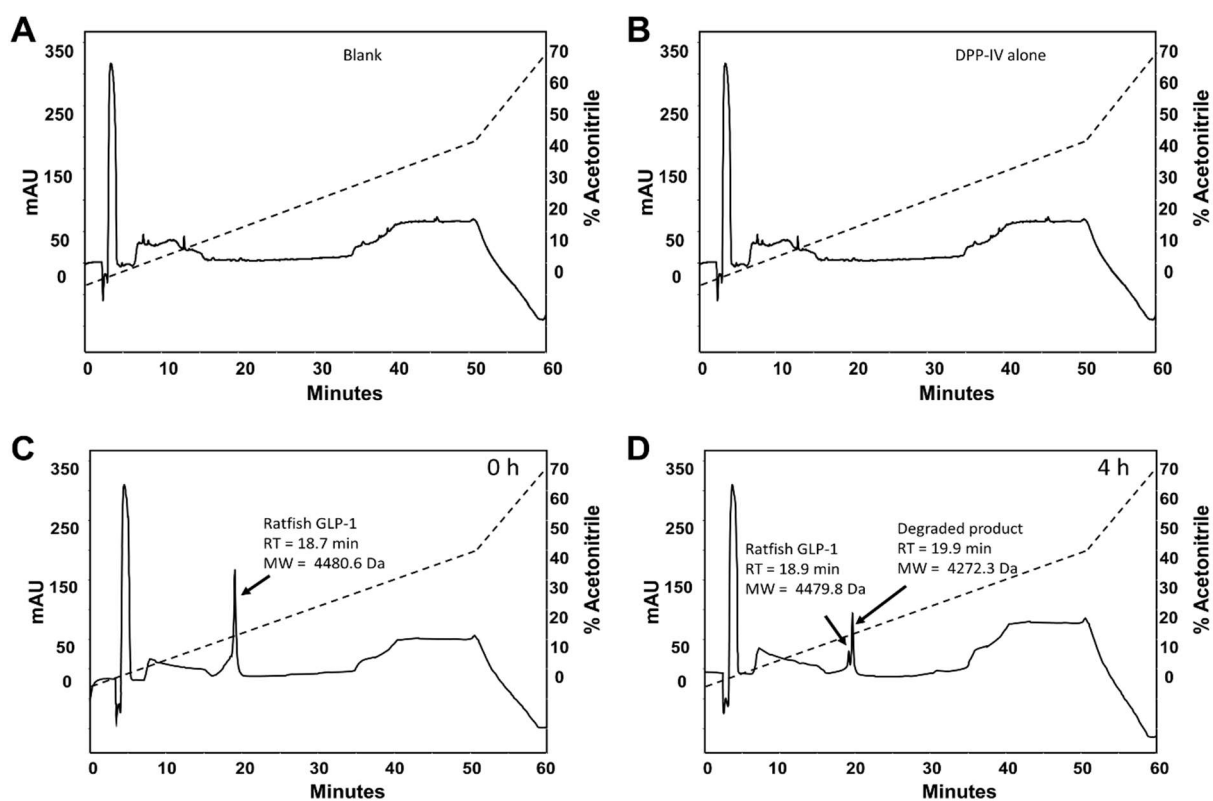 A
Blank
350
250
150
50
0
mAU
70
60
50
40
30
20
10
0
% Acetonitrile
0 10 20 30 40 50 60
Minutes
B
DPP-IV alone
350
250
150
50
0
mAU
70
60
50
40
30
20
10
0
% Acetonitrile
0 10 20 30 40 50 60
Minutes
C
0 h
Ratfish GLP-1
RT = 18.7 min
MW = 4480.6 Da
350
250
150
50
0
mAU
70
60
50
40
30
20
10
0
% Acetonitrile
0 10 20 30 40 50 60
Minutes
D
4 h
Ratfish GLP-1
RT = 18.9 min
MW = 4479.8 Da
Degraded product
RT = 19.9 min
MW = 4272.3 Da
350
250
150
50
0
mAU
70
60
50
40
30
20
10
0
% Acetonitrile
0 10 20 30 40 50 60
Minutes